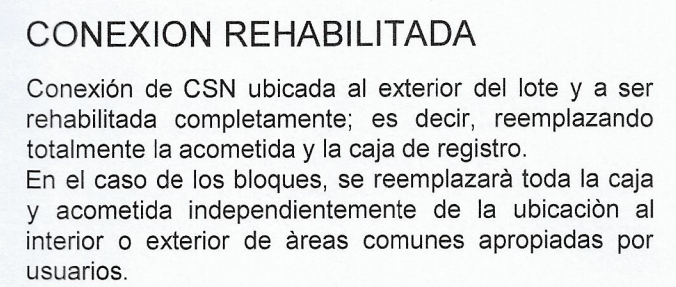 CONEXION REHABILITADA
Conexión de CSN ubicada al exterior del lote y a ser
rehabilitada completamente; es decir, reemplazando
totalmente la acometida y la caja de registro.
En el caso de los bloques, se reemplazarà toda la caja
y acometida independientemente de la ubicaciòn al
interior o exterior de àreas comunes apropiadas por
usuarios.